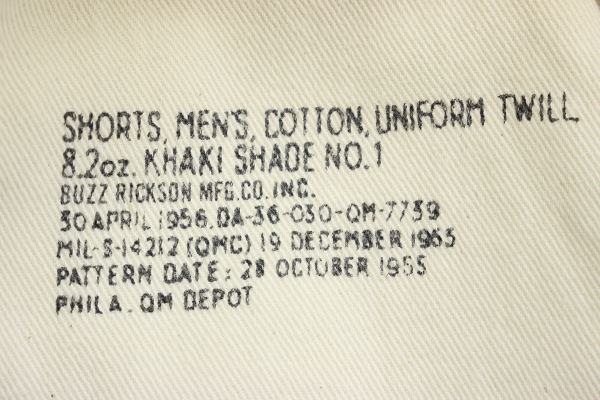 SHORTS, MEN'S, COTTON, UNIFORM TWILL
8.2oz. KHAKI SHADE NO.1
BUZZ RICKSON MFG.CO.INC.
30 APRIL 1956, DA-36-030-QM-7739
MIL-S-14212 (QMC) 19 DECEMBER 1955
PATTERN DATE: 28 OCTOBER 1955
PHILA. QM DEPOT